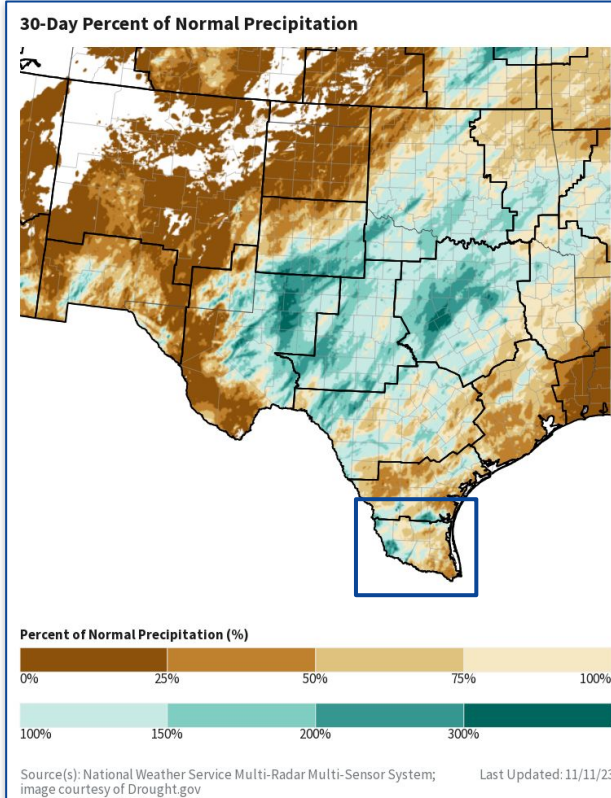 30-Day Percent of Normal Precipitation
Percent of Normal Precipitation (%)
0% 25% 50% 75% 100%
100% 150% 200% 300%
Source(s): National Weather Service Multi-Radar Multi-Sensor System; Last Updated: 11/11/23
image courtesy of Drought.gov